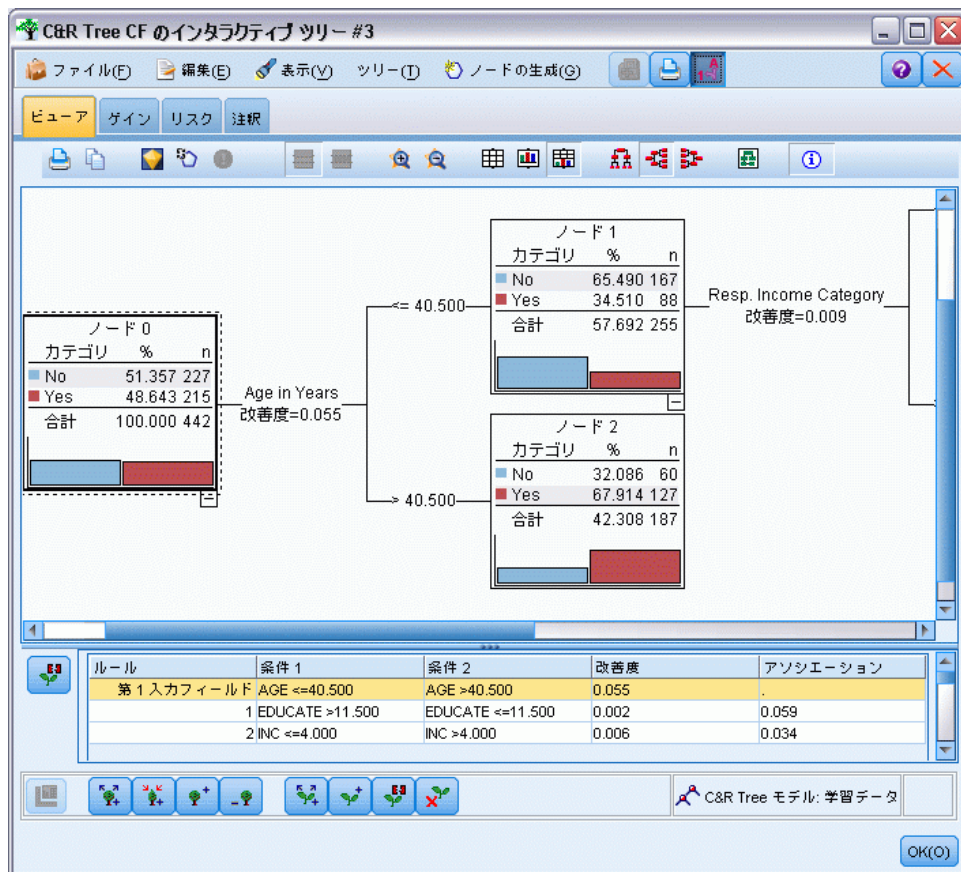 C&R Tree CF のインタラクティブ ツリー #3
ファイル(F) 編集(E) 表示(V) ツリー(T) ノードの生成(G)
ビューア ゲイン リスク 注釈
ノード 0
カテゴリ % n
No 51.357 227
Yes 48.643 215
合計 100.000 442
Age in Years
改善度=0.055
<= 40.500
> 40.500
ノード 1
カテゴリ % n
No 65.490 167
Yes 34.510 88
合計 57.692 255
Resp. Income Category
改善度=0.009
ノード 2
カテゴリ % n
No 32.086 60
Yes 67.914 127
合計 42.308 187
ルール 条件 1 条件 2 改善度 アソシエーション
第 1 入力フィールド AGE <=40.500 AGE >40.500 0.055 .
1 EDUCATE >11.500 EDUCATE <=11.500 0.002 0.059
2 INC <=4.000 INC >4.000 0.006 0.034
C&R Tree モデル: 学習データ
OK(O)